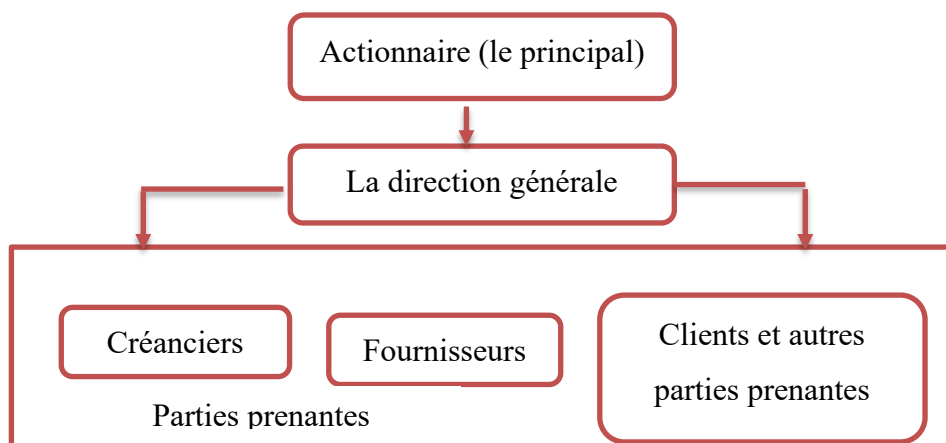 Actionnaire (le principal)
La direction générale
Créanciers
Fournisseurs
Clients et autres
parties prenantes
Parties prenantes